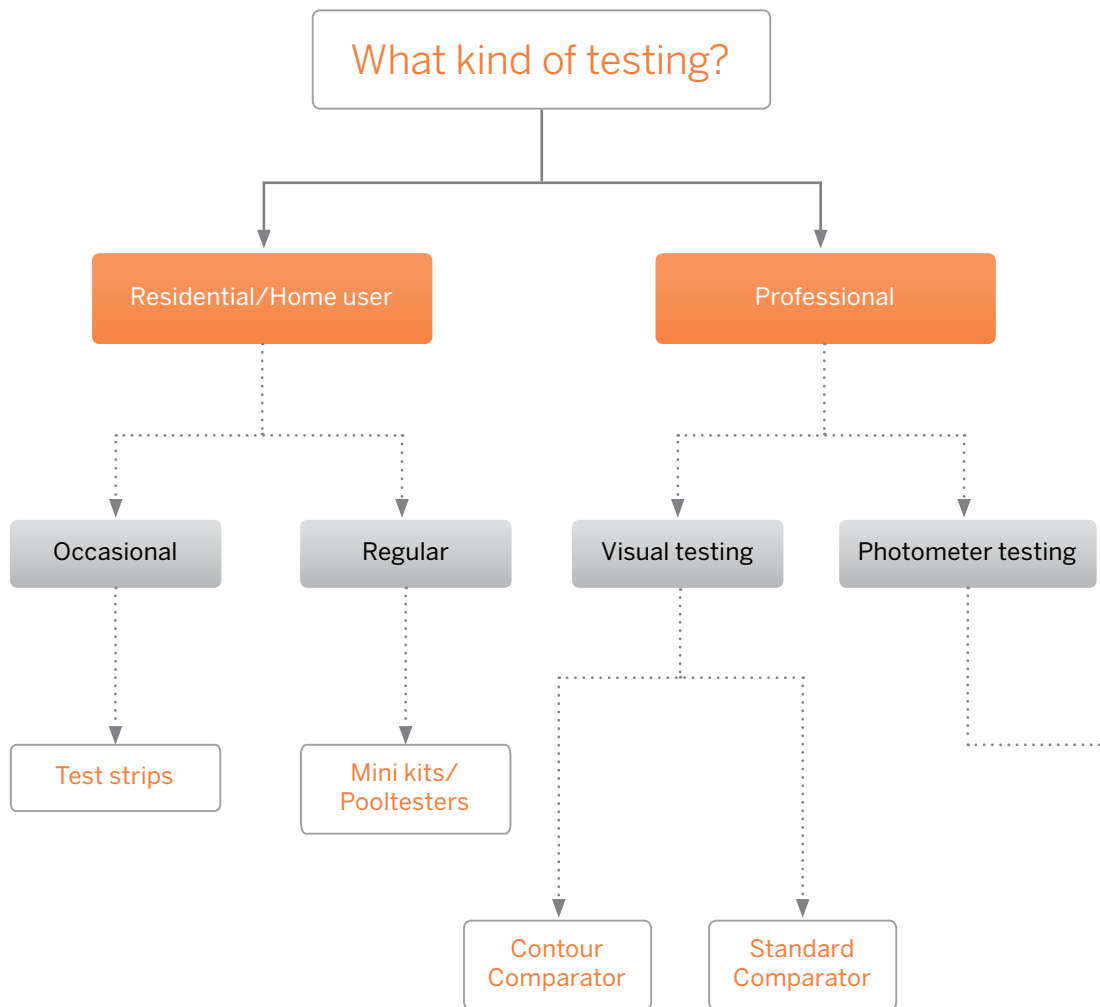 What kind of testing?
Residential/Home user
Professional
Occasional
Regular
Visual testing
Photometer testing
Test strips
Mini kits/
Pooltesters
Contour
Comparator
Standard
Comparator